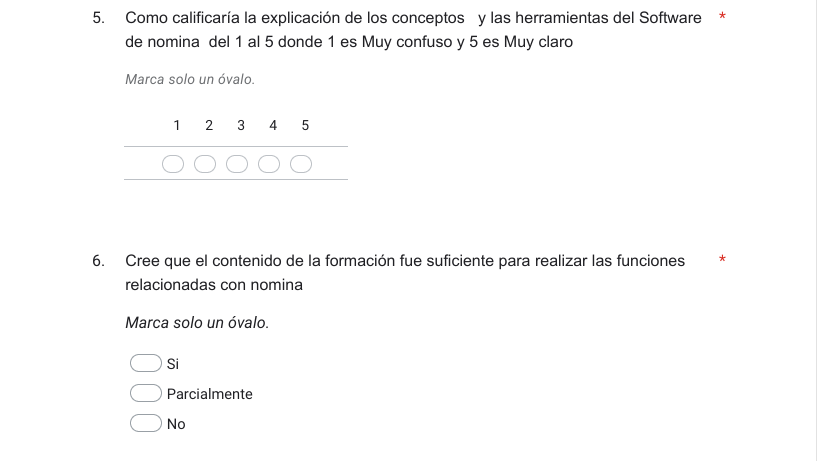 5. Como calificaría la explicación de los conceptos y las herramientas del Software *
de nomina del 1 al 5 donde 1 es Muy confuso y 5 es Muy claro
Marca solo un óvalo.
1 2 3 4 5
6. Cree que el contenido de la formación fue suficiente para realizar las funciones *
relacionadas con nomina
Marca solo un óvalo.
Si
Parcialmente
No